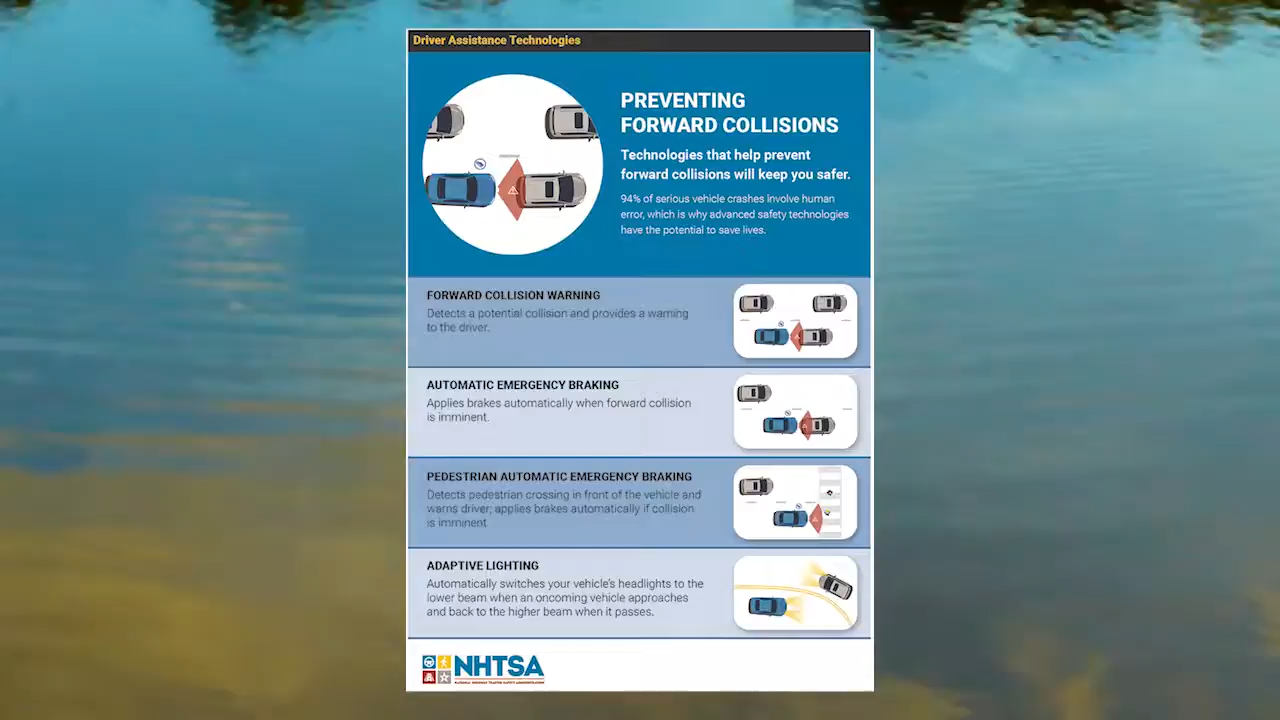 Driver Assistance Technologies
PREVENTING
FORWARD COLLISIONS
Technologies that help prevent
forward collisions will keep you safer.
94% of serious vehicle crashes involve human
error, which is why advanced safety technologies
have the potential to save lives.
FORWARD COLLISION WARNING
Detects a potential collision and provides a warning
to the driver.
AUTOMATIC EMERGENCY BRAKING
Applies brakes automatically when forward collision
is imminent.
PEDESTRIAN AUTOMATIC EMERGENCY BRAKING
Detects pedestrian crossing in front of the vehicle and
warns driver; applies brakes automatically if collision
is imminent
ADAPTIVE LIGHTING
Automatically switches your vehicle's headlights to the
lower beam when an oncoming vehicle approaches
and back to the higher beam when it passes.
NHTSA